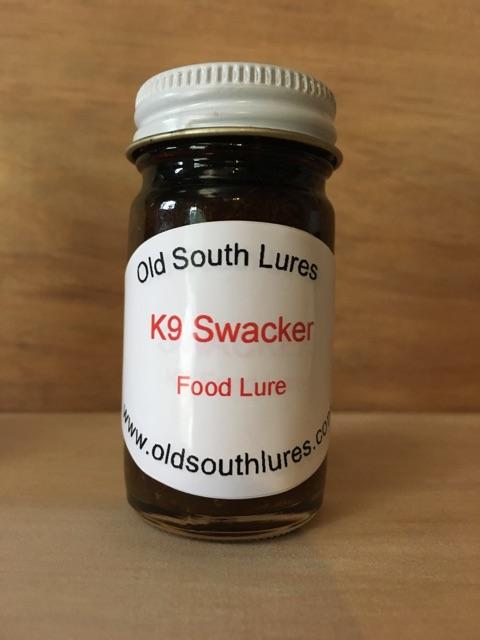 Old South Lures
K9 Swacker
Food Lure
www.oldsouthlures.com